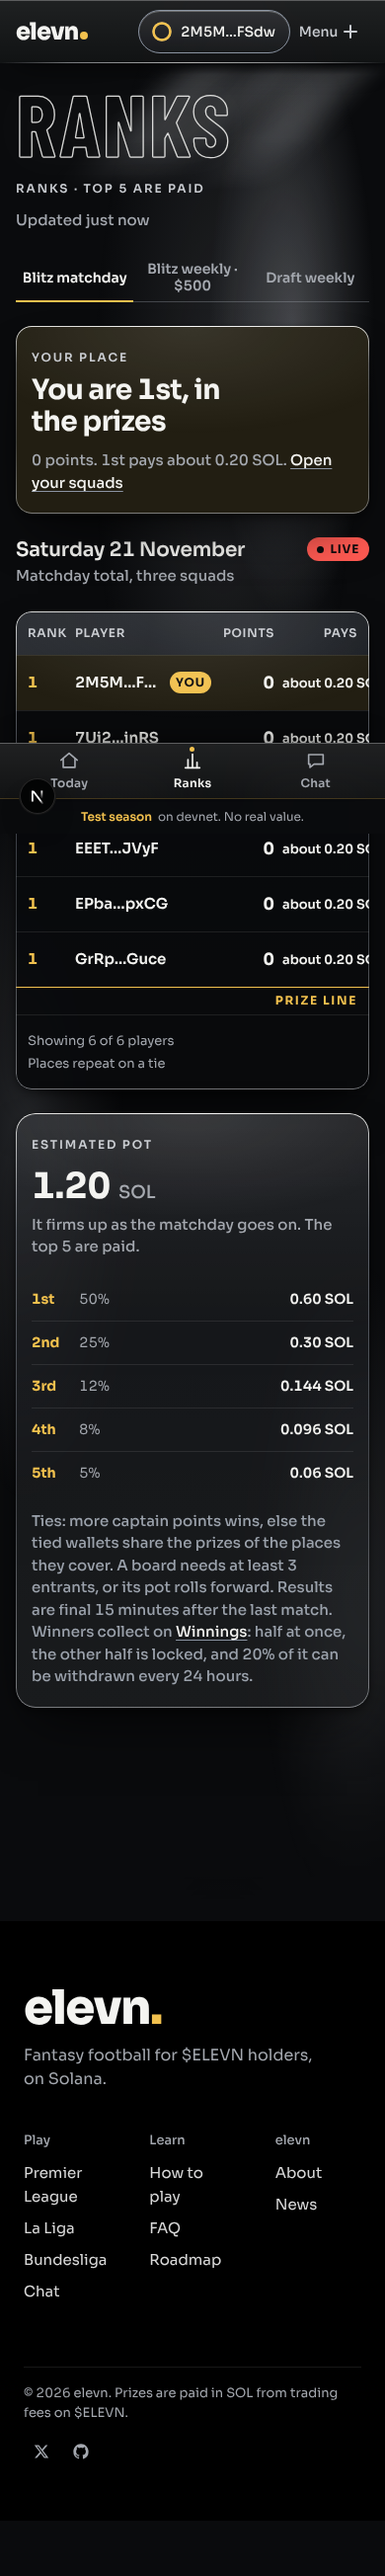 elevn.
2M5M...FSdw
Menu
RANKS
RANKS · TOP 5 ARE PAID
Updated just now
Blitz matchday
Blitz weekly ·
$500
Draft weekly
YOUR PLACE
You are 1st, in
the prizes
0 points. 1st pays about 0.20 SOL. Open
your squads
Saturday 21 November
LIVE
Matchday total, three squads
RANK PLAYER POINTS PAYS
1 2M5M...F... YOU 0 about 0.20 SO
1 7Ui2...inRS 0 about 0.20 SO
Today
Ranks
Chat
N
Test season on devnet. No real value.
1 EEET...JVyF 0 about 0.20 SO
1 EPba...pxCG 0 about 0.20 SO
1 GrRp...Guce 0 about 0.20 SO
PRIZE LINE
Showing 6 of 6 players
Places repeat on a tie
ESTIMATED POT
1.20 SOL
It firms up as the matchday goes on. The
top 5 are paid.
1st 50% 0.60 SOL
2nd 25% 0.30 SOL
3rd 12% 0.144 SOL
4th 8% 0.096 SOL
5th 5% 0.06 SOL
Ties: more captain points wins, else the
tied wallets share the prizes of the places
they cover. A board needs at least 3
entrants, or its pot rolls forward. Results
are final 15 minutes after the last match.
Winners collect on Winnings: half at once,
the other half is locked, and 20% of it can
be withdrawn every 24 hours.
elevn.
Fantasy football for $ELEVN holders,
on Solana.
Play
Premier
League
La Liga
Bundesliga
Chat
Learn
How to
play
FAQ
Roadmap
elevn
About
News
© 2026 elevn. Prizes are paid in SOL from trading
fees on $ELEVN.